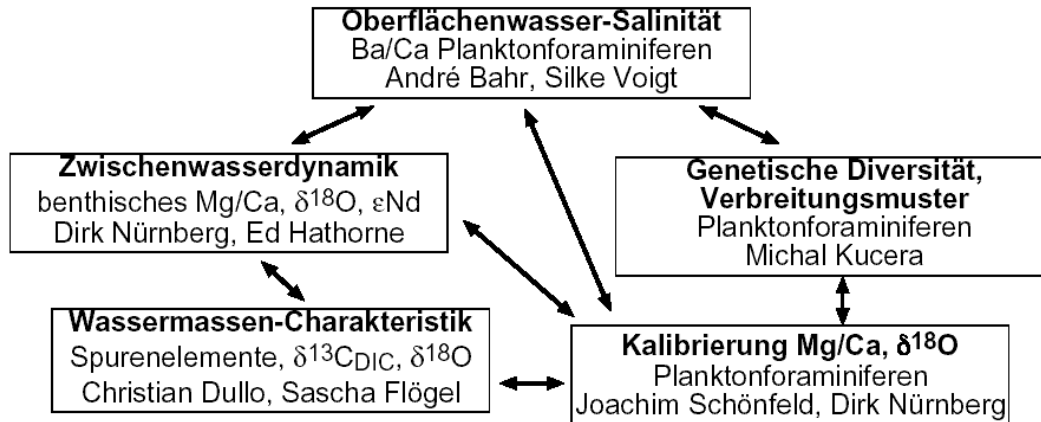 Oberflächenwasser-Salinität
Ba/Ca Planktonforaminiferen
André Bahr, Silke Voigt
Zwischenwasserdynamik
benthisches Mg/Ca, δ¹⁸O, εNd
Dirk Nürnberg, Ed Hathorne
Genetische Diversität,
Verbreitungsmuster
Planktonforaminiferen
Michal Kucera
Wassermassen-Charakteristik
Spurenelemente, δ¹³CDIC, δ¹⁸O
Christian Dullo, Sascha Flögel
Kalibrierung Mg/Ca, δ¹⁸O
Planktonforaminiferen
Joachim Schönfeld, Dirk Nürnberg